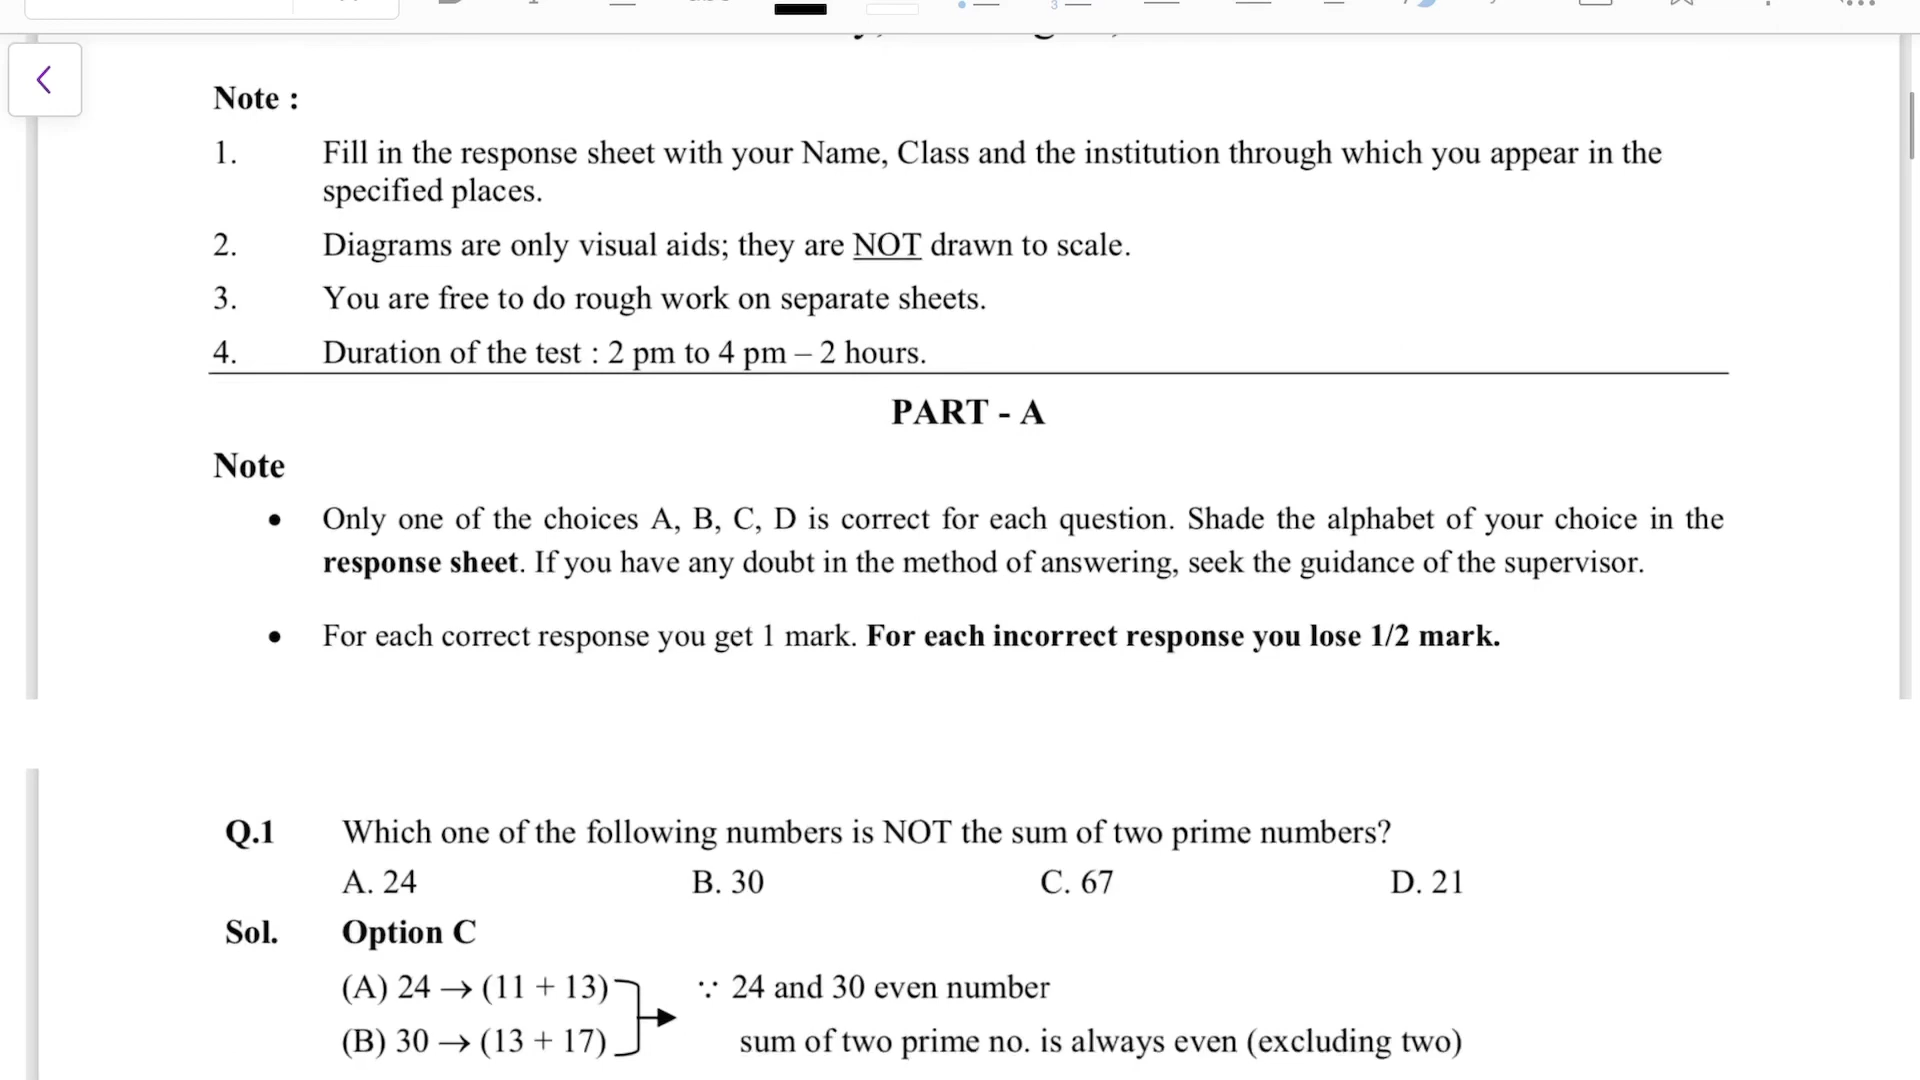 Note :
1. Fill in the response sheet with your Name, Class and the institution through which you appear in the
specified places.
2. Diagrams are only visual aids; they are NOT drawn to scale.
3. You are free to do rough work on separate sheets.
4. Duration of the test : 2 pm to 4 pm – 2 hours.
PART - A
Note
• Only one of the choices A, B, C, D is correct for each question. Shade the alphabet of your choice in the
response sheet. If you have any doubt in the method of answering, seek the guidance of the supervisor.
• For each correct response you get 1 mark. For each incorrect response you lose 1/2 mark.
Q.1 Which one of the following numbers is NOT the sum of two prime numbers?
A. 24 B. 30 C. 67 D. 21
Sol. Option C
(A) 24 → (11 + 13) ∵ 24 and 30 even number
(B) 30 → (13 + 17) sum of two prime no. is always even (excluding two)